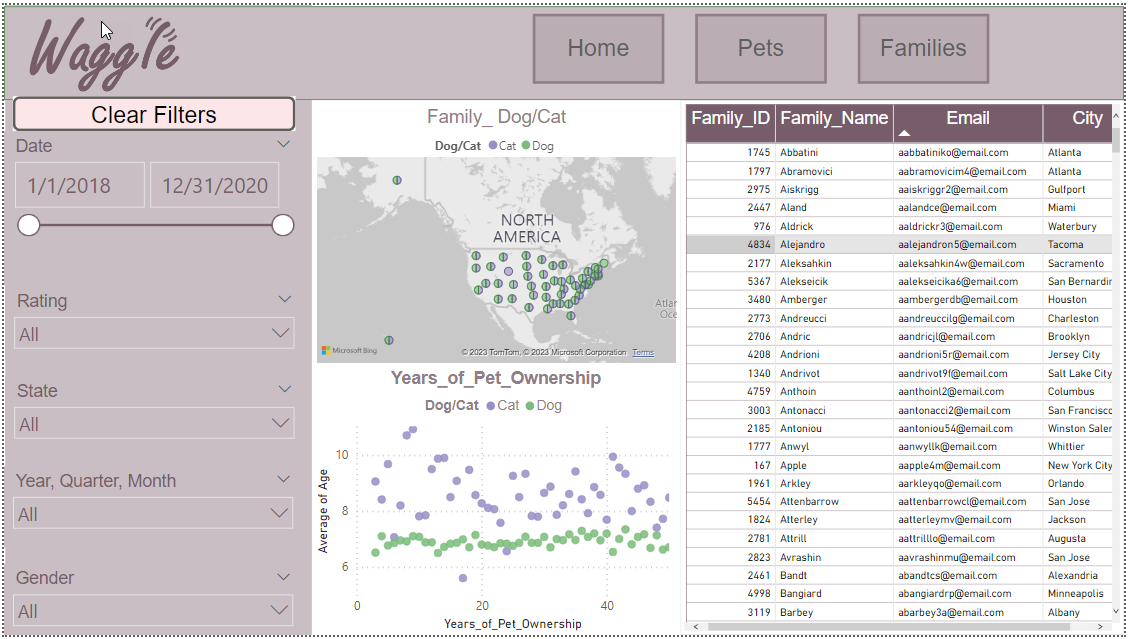 Waggle
Home
Pets
Families
Clear Filters
Date
1/1/2018
12/31/2020
Rating
All
State
All
Year, Quarter, Month
All
Gender
All
Family_ Dog/Cat
Dog/Cat Cat Dog
NORTH
AMERICA
Atlan
Oce
Microsoft Bing
© 2023 TomTom, © 2023 Microsoft Corporation Terms
Years_of_Pet_Ownership
Dog/Cat Cat Dog
Average of Age
10
8
6
0 20 40
Years_of_Pet_Ownership
Family_ID Family_Name Email City
1745 Abbatini aabbatiniko@email.com Atlanta
1797 Abramovici aabramovicim4@email.com Atlanta
2975 Aiskrigg aaiskriggr2@email.com Gulfport
2447 Aland aalandce@email.com Miami
976 Aldrick aaldrickr3@email.com Waterbury
4834 Alejandro aalejandron5@email.com Tacoma
2177 Aleksahkin aaleksahkin4w@email.com Sacramento
5367 Alekseicik aalekseicika6@email.com San Bernardin
3480 Amberger aambergerdb@email.com Houston
2773 Andreucci aandreuccilg@email.com Charleston
2706 Andric aandricjl@email.com Brooklyn
4208 Andrioni aandrioni5r@email.com Jersey City
1340 Andrivot aandrivot9f@email.com Salt Lake City
4759 Anthoin aanthoinl2@email.com Columbus
3003 Antonacci aantonacci2@email.com San Francisco
2185 Antoniou aantoniou54@email.com Winston Salem
1777 Anwyl aanwyllk@email.com Whittier
167 Apple aapple4m@email.com New York City
1961 Arkley aarkleyqo@email.com Orlando
5454 Attenbarrow aattenbarrowcl@email.com San Jose
1824 Atterley aatterleymv@email.com Jackson
2781 Attrill aattrilllo@email.com Augusta
2823 Avrashin aavrashinmu@email.com San Jose
2461 Bandt abandtcs@email.com Alexandria
4998 Bangiard abangiardrp@email.com Minneapolis
3119 Barbey abarbey3a@email.com Albany